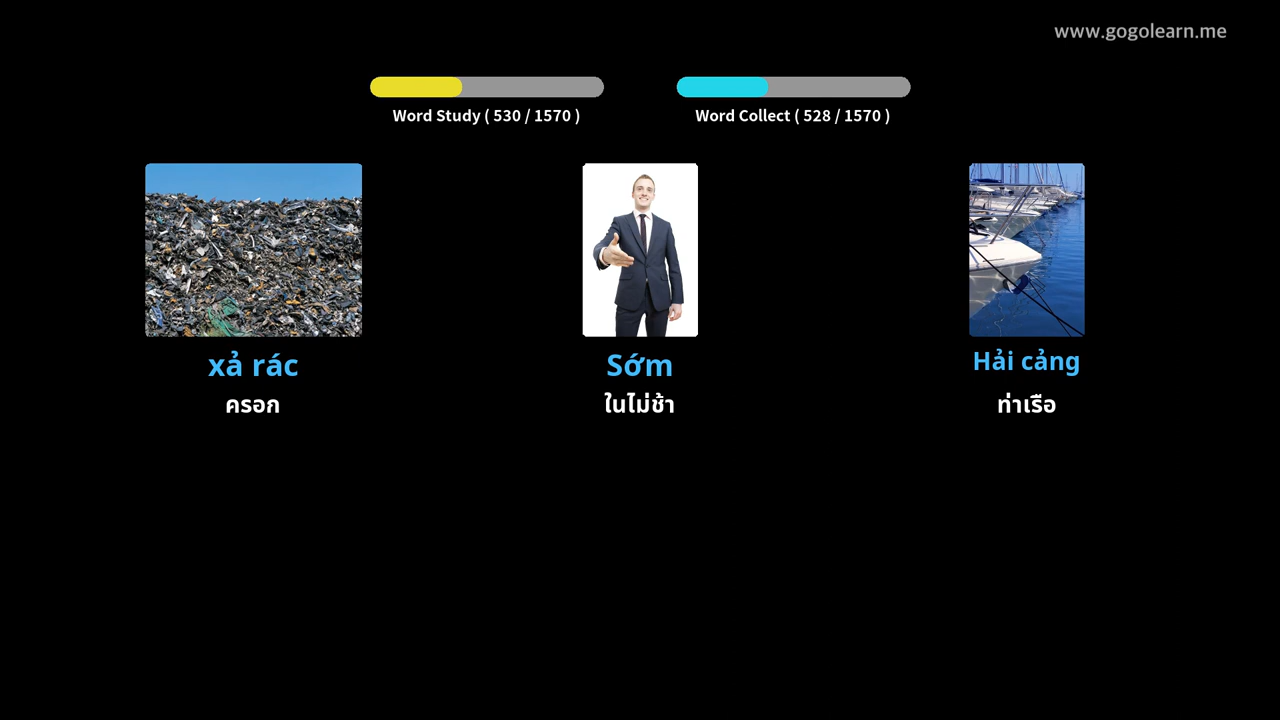 www.gogolearn.me
Word Study ( 530 / 1570 )
Word Collect ( 528 / 1570 )
xả rác
Sớm
Hải cảng
ครอก
ในไม่ช้า
ท่าเรือ